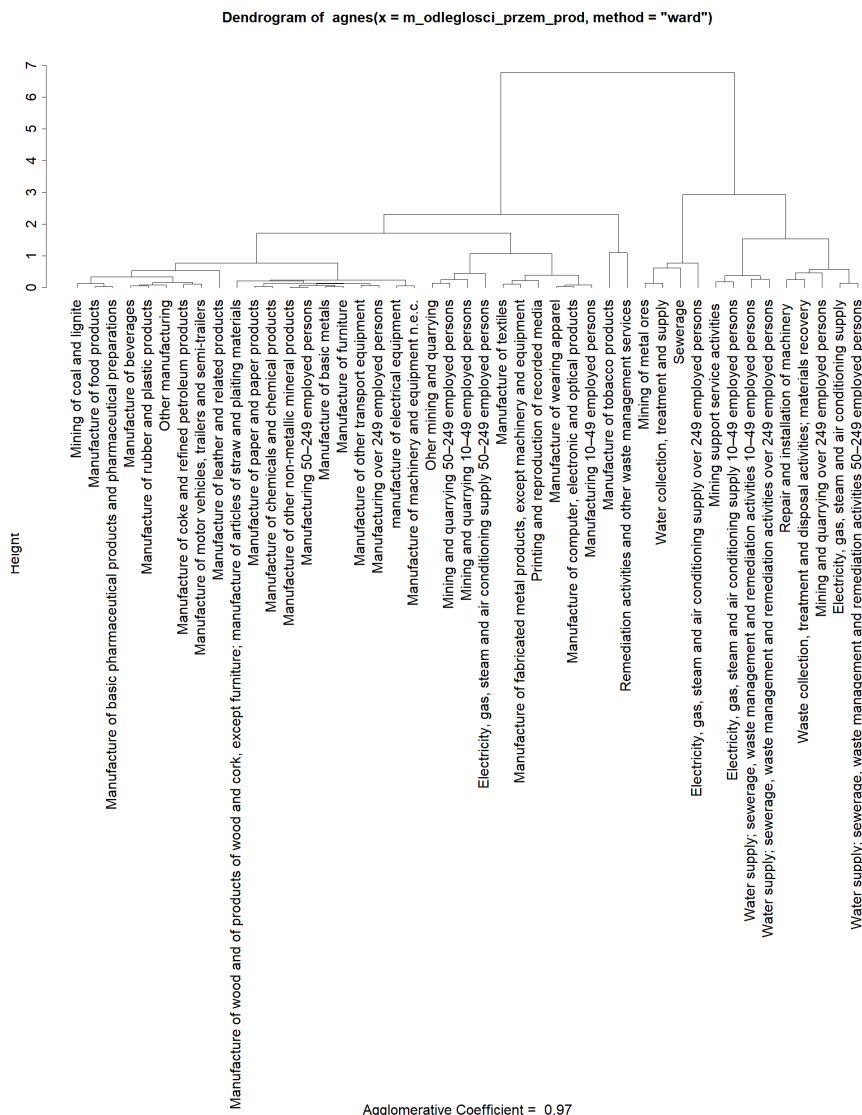 Dendrogram of agnes(x = m_odleglosci_przem_prod, method = "ward")
7
6
5
4
3
2
1
0
Height
Mining of coal and lignite
Manufacture of food products
Manufacture of basic pharmaceutical products and pharmaceutical preparations
Manufacture of beverages
Manufacture of rubber and plastic products
Other manufacturing
Manufacture of coke and refined petroleum products
Manufacture of motor vehicles, trailers and semi-trailers
Manufacture of leather and related products
Manufacture of wood and of products of wood and cork, except furniture; manufacture of articles of straw and plaiting materials
Manufacture of paper and paper products
Manufacture of chemicals and chemical products
Manufacture of other non-metallic mineral products
Manufacturing 50–249 employed persons
Manufacture of basic metals
Manufacture of furniture
Manufacture of other transport equipment
Manufacturing over 249 employed persons
manufacture of electrical equipment
Manufacture of machinery and equipment n.e.c.
Oher mining and quarrying
Mining and quarrying 50–249 employed persons
Mining and quarrying 10–49 employed persons
Electricity, gas, steam and air conditioning supply 50–249 employed persons
Manufacture of textiles
Manufacture of fabricated metal products, except machinery and equipment
Printing and reproduction of recorded media
Manufacture of wearing apparel
Manufacture of computer, electronic and optical products
Manufacturing 10–49 employed persons
Manufacture of tobacco products
Remediation activities and other waste management services
Mining of metal ores
Water collection, treatment and supply
Sewerage
Electricity, gas, steam and air conditioning supply over 249 employed persons
Mining support service activities
Electricity, gas, steam and air conditioning supply 10–49 employed persons
Water supply; sewerage, waste management and remediation activities 10–49 employed persons
Water supply; sewerage, waste management and remediation activities over 249 employed persons
Repair and installation of machinery
Waste collection, treatment and disposal activities; materials recovery
Mining and quarrying over 249 employed persons
Electricity, gas, steam and air conditioning supply
Water supply; sewerage, waste management and remediation activities 50–249 employed persons
Agglomerative Coefficient = 0.97